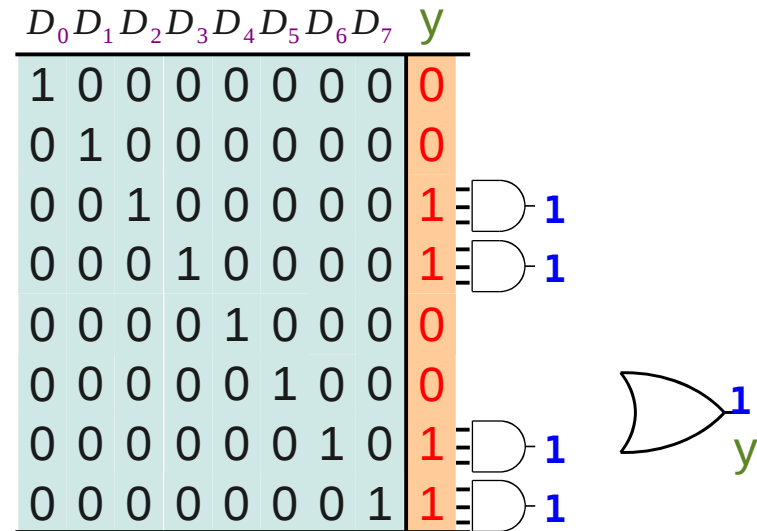 D0 D1 D2 D3 D4 D5 D6 D7 y
1 0 0 0 0 0 0 0 0
0 1 0 0 0 0 0 0 0
0 0 1 0 0 0 0 0 1 1
0 0 0 1 0 0 0 0 1 1
0 0 0 0 1 0 0 0 0
0 0 0 0 0 1 0 0 0
1
0 0 0 0 0 0 1 0 1 1
y
0 0 0 0 0 0 0 1 1 1